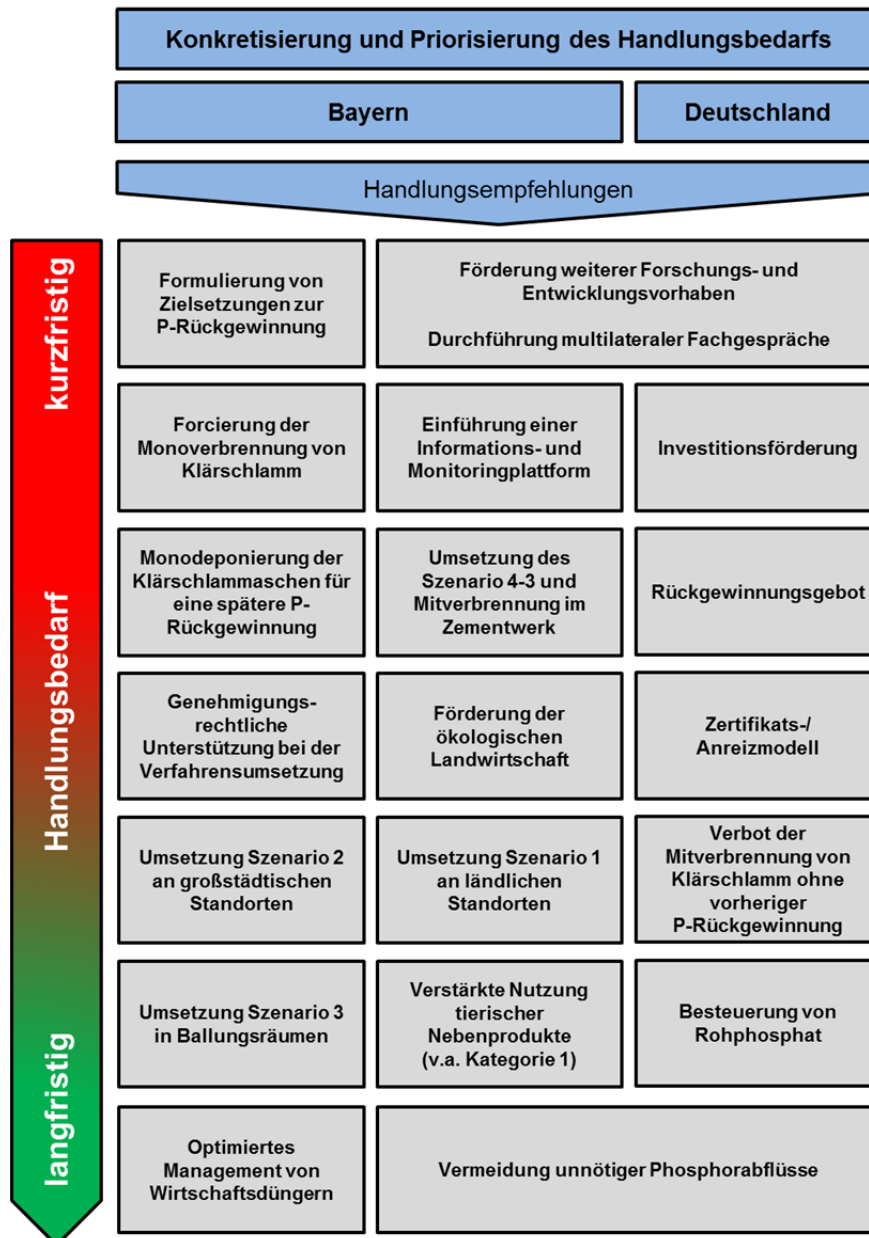 Konkretisierung und Priorisierung des Handlungsbedarfs
Bayern
Deutschland
Handlungsempfehlungen
kurzfristig
Handlungsbedarf
langfristig
Formulierung von
Zielsetzungen zur
P-Rückgewinnung
Förderung weiterer Forschungs- und
Entwicklungsvorhaben
Durchführung multilateraler Fachgespräche
Forcierung der
Monoverbrennung von
Klärschlamm
Einführung einer
Informations- und
Monitoringplattform
Investitionsförderung
Monodeponierung der
Klärschlammaschen für
eine spätere P-
Rückgewinnung
Umsetzung des
Szenario 4-3 und
Mitverbrennung im
Zementwerk
Rückgewinnungsgebot
Genehmigungs-
rechtliche
Unterstützung bei der
Verfahrensumsetzung
Förderung der
ökologischen
Landwirtschaft
Zertifikats-/
Anreizmodell
Umsetzung Szenario 2
an großstädtischen
Standorten
Umsetzung Szenario 1
an ländlichen
Standorten
Verbot der
Mitverbrennung von
Klärschlamm ohne
vorheriger
P-Rückgewinnung
Umsetzung Szenario 3
in Ballungsräumen
Verstärkte Nutzung
tierischer
Nebenprodukte
(v.a. Kategorie 1)
Besteuerung von
Rohphosphat
Optimiertes
Management von
Wirtschaftsdüngern
Vermeidung unnötiger Phosphorabflüsse